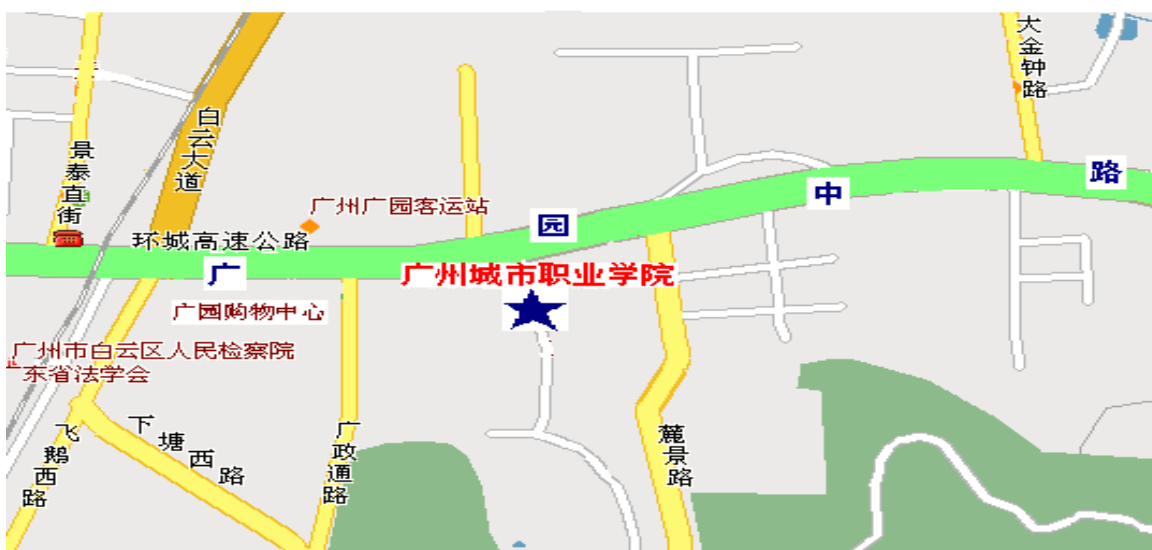 大金钟路
白云大道
景泰直街
路
中
园
广州广园客运站
环城高速公路
广
广州城市职业学院
广园购物中心
广州市白云区人民检察院
东省法学会
下塘西路
飞鹅西路
广政通路
麓景路